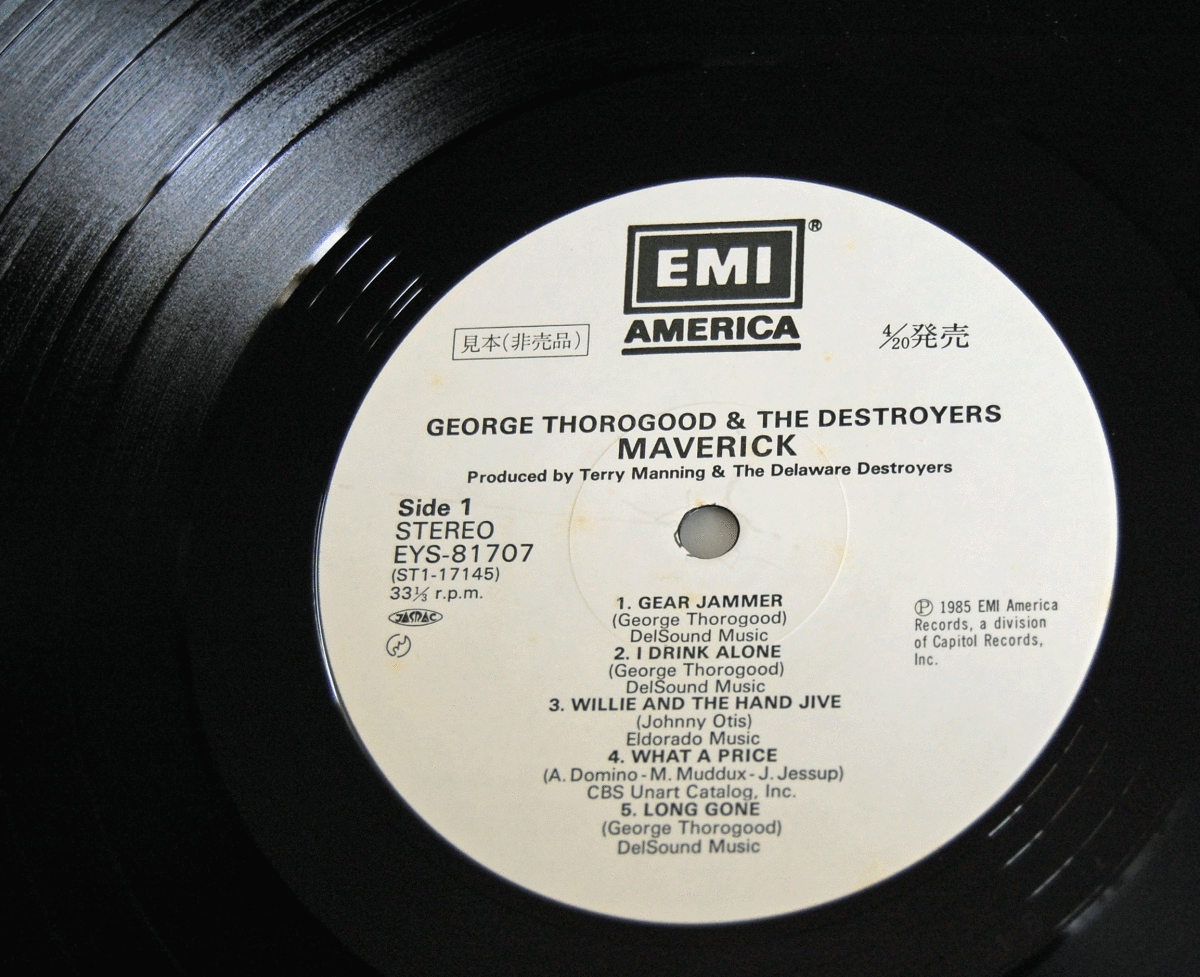 EMI®
AMERICA
見本(非売品)
4/20発売
GEORGE THOROGOOD & THE DESTROYERS
MAVERICK
Produced by Terry Manning & The Delaware Destroyers
Side 1
STEREO
EYS-81707
(ST1-17145)
33⅓ r.p.m.
JASRAC
1. GEAR JAMMER
(George Thorogood)
DelSound Music
2. I DRINK ALONE
(George Thorogood)
DelSound Music
3. WILLIE AND THE HAND JIVE
(Johnny Otis)
Eldorado Music
4. WHAT A PRICE
(A. Domino - M. Muddux - J. Jessup)
CBS Unart Catalog, Inc.
5. LONG GONE
(George Thorogood)
DelSound Music
℗ 1985 EMI America
Records, a division
of Capitol Records,
Inc.